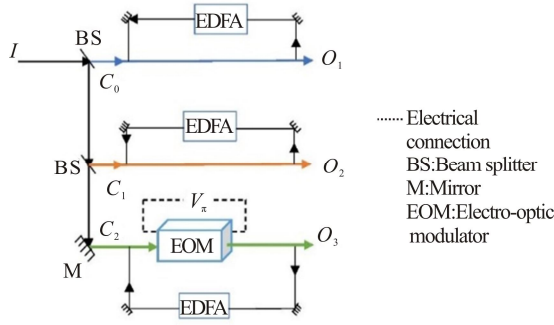 EDFA
BS
I
C₀
O₁
EDFA
BS
C₁
O₂
Vπ
C₂
EOM
O₃
M
EDFA
Electrical
connection
BS:Beam splitter
M:Mirror
EOM:Electro-optic
modulator